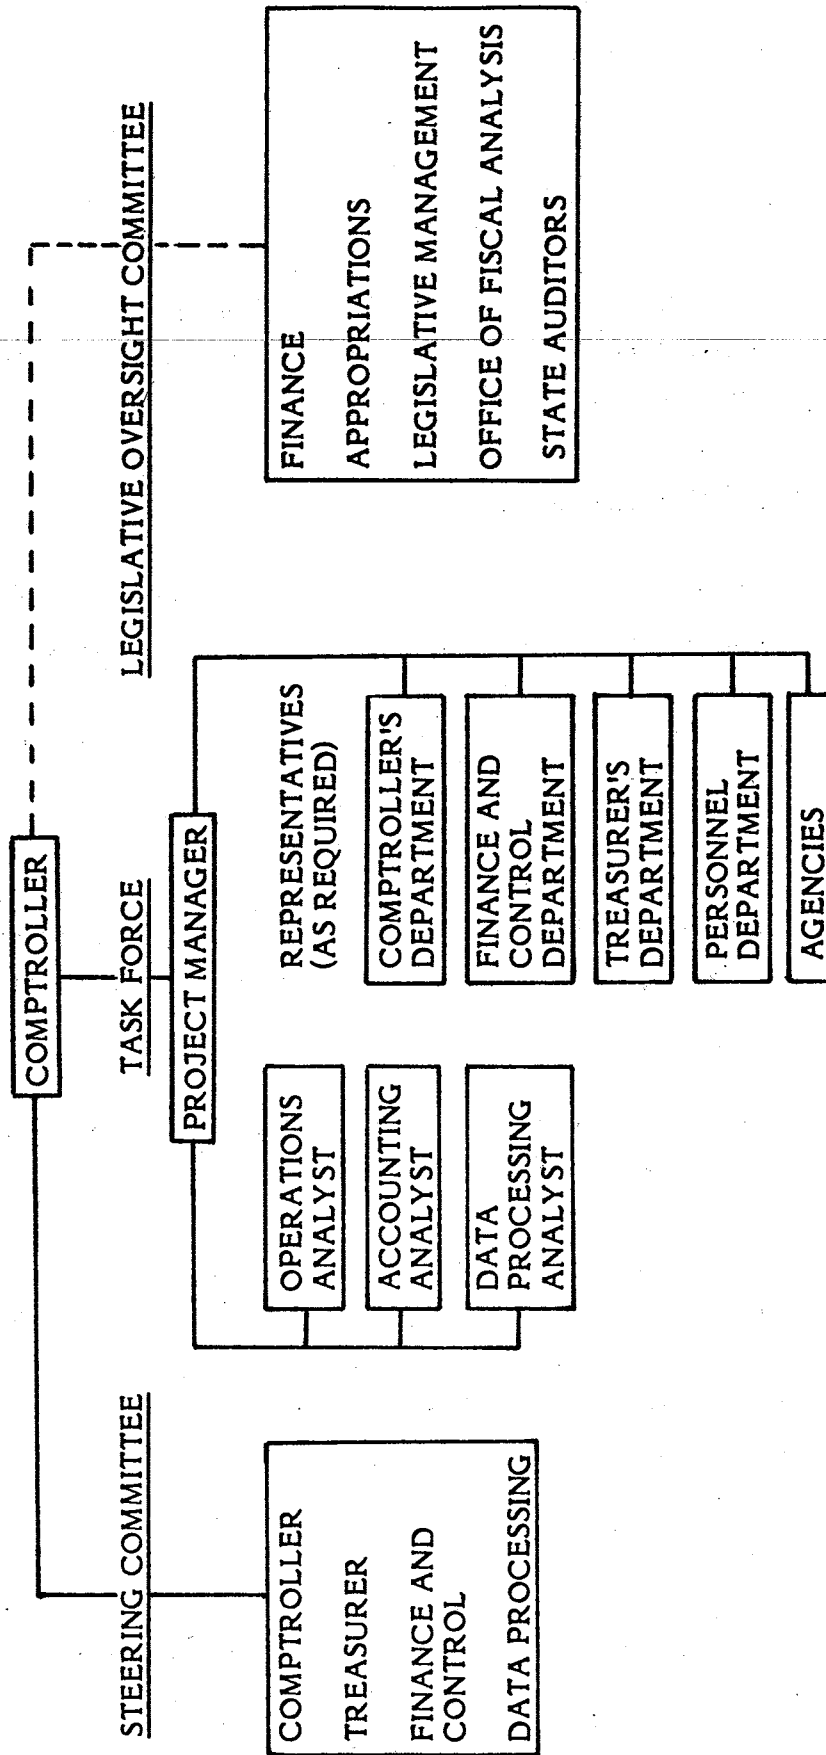 COMPTROLLER
STEERING COMMITTEE
COMPTROLLER
TREASURER
FINANCE AND
CONTROL
DATA PROCESSING
TASK FORCE
PROJECT MANAGER
OPERATIONS
ANALYST
ACCOUNTING
ANALYST
DATA
PROCESSING
ANALYST
REPRESENTATIVES
(AS REQUIRED)
COMPTROLLER'S
DEPARTMENT
FINANCE AND
CONTROL
DEPARTMENT
TREASURER'S
DEPARTMENT
PERSONNEL
DEPARTMENT
AGENCIES
LEGISLATIVE OVERSIGHT COMMITTEE
FINANCE
APPROPRIATIONS
LEGISLATIVE MANAGEMENT
OFFICE OF FISCAL ANALYSIS
STATE AUDITORS